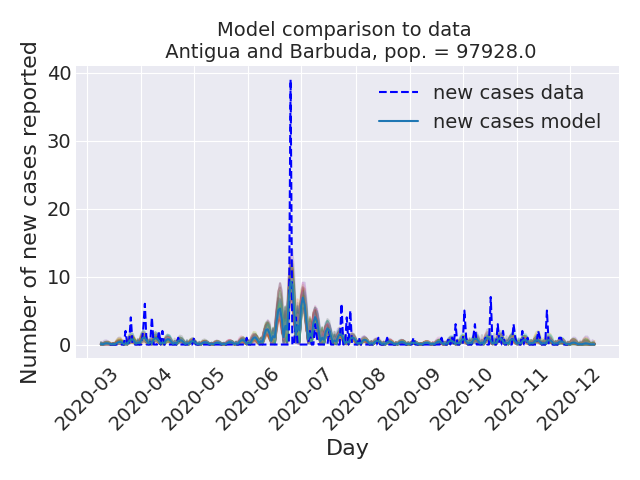 Model comparison to data
Antigua and Barbuda, pop. = 97928.0
Number of new cases reported
40
30
20
10
0
new cases data
new cases model
2020-03
2020-04
2020-05
2020-06
2020-07
2020-08
2020-09
2020-10
2020-11
2020-12
Day